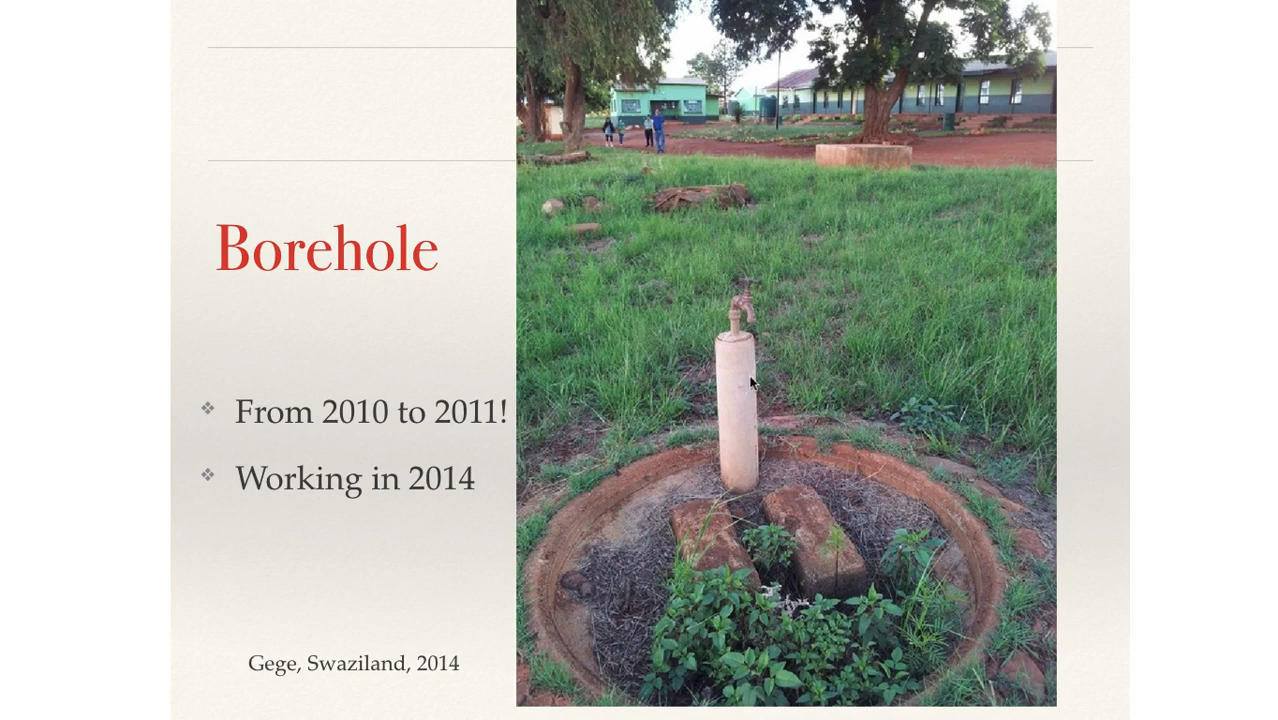 Borehole
From 2010 to 2011!
Working in 2014
Gege, Swaziland, 2014